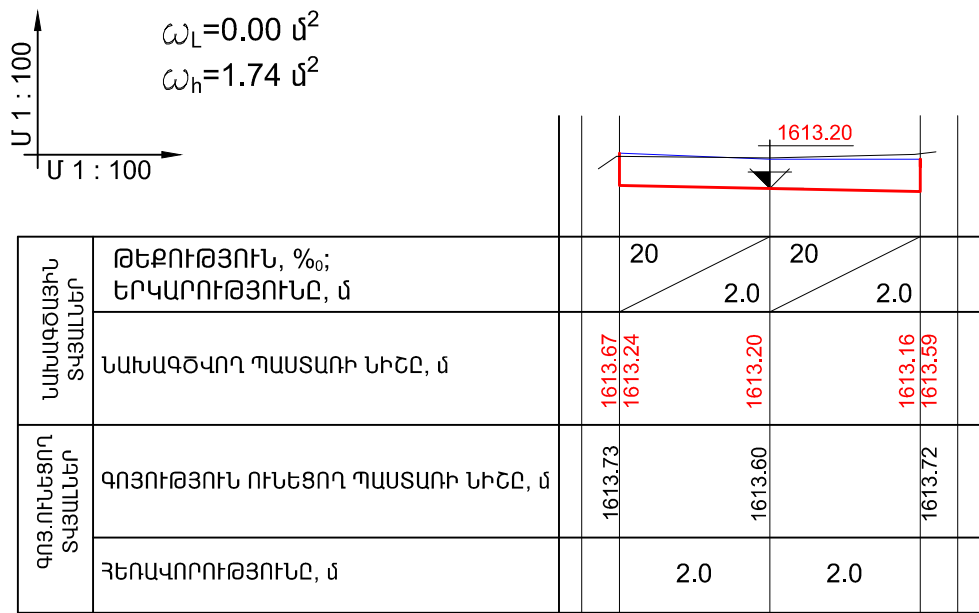 ωL=0.00 մ²
ωh=1.74 մ²
Մ 1 : 100
Մ 1 : 100
1613.20
ՆԱԽԱԳԾԱՅԻՆ
ՏՎՅԱԼՆԵՐ
ԹԵՔՈՒԹՅՈՒՆ, %₀;
ԵՐԿԱՐՈՒԹՅՈՒՆԸ, մ
20
2.0
20
2.0
ՆԱԽԱԳԾՎՈՂ ՊԱՍՏԱՌԻ ՆԻՇԸ, մ
1613.67
1613.24
1613.20
1613.16
1613.59
ԳՈՅ.ՈՒՆԵՑՈՂ
ՏՎՅԱԼՆԵՐ
ԳՈՅՈՒԹՅՈՒՆ ՈՒՆԵՑՈՂ ՊԱՍՏԱՌԻ ՆԻՇԸ, մ
1613.73
1613.60
1613.72
ՀԵՌԱՎՈՐՈՒԹՅՈՒՆԸ, մ
2.0
2.0